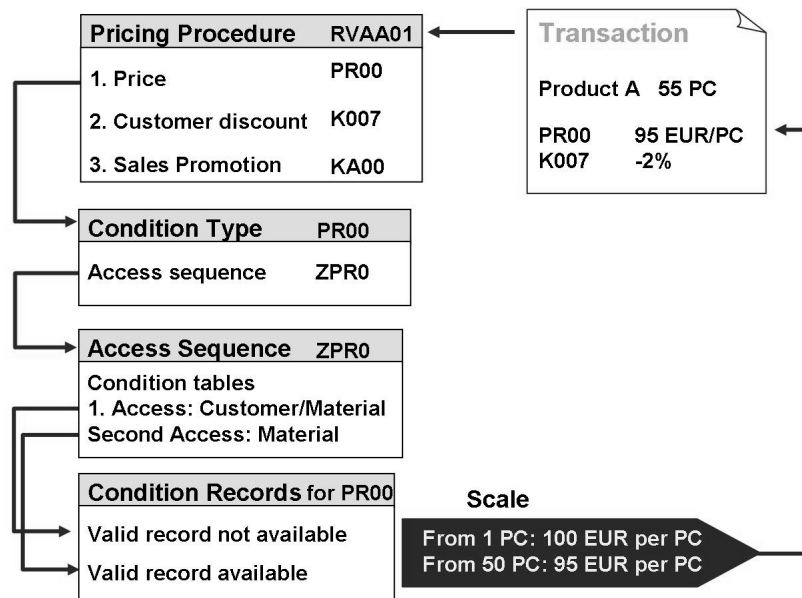 Pricing Procedure RVAA01
1. Price PR00
2. Customer discount K007
3. Sales Promotion KA00
Transaction
Product A 55 PC
PR00 95 EUR/PC
K007 -2%
Condition Type PR00
Access sequence ZPR0
Access Sequence ZPR0
Condition tables
1. Access: Customer/Material
Second Access: Material
Condition Records for PR00
Valid record not available
Valid record available
Scale
From 1 PC: 100 EUR per PC
From 50 PC: 95 EUR per PC